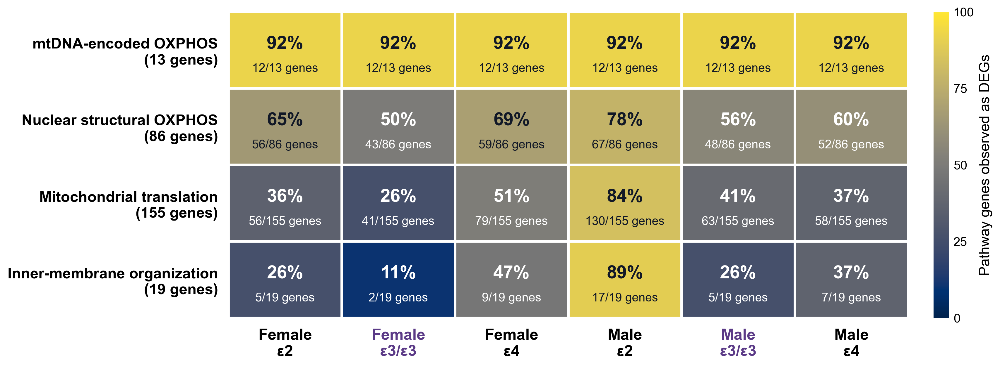 mtDNA-encoded OXPHOS
(13 genes)
92%
92%
92%
92%
92%
92%
12/13 genes
12/13 genes
12/13 genes
12/13 genes
12/13 genes
12/13 genes
Nuclear structural OXPHOS
(86 genes)
65%
50%
69%
78%
56%
60%
56/86 genes
43/86 genes
59/86 genes
67/86 genes
48/86 genes
52/86 genes
Mitochondrial translation
(155 genes)
36%
26%
51%
84%
41%
37%
56/155 genes
41/155 genes
79/155 genes
130/155 genes
63/155 genes
58/155 genes
Inner-membrane organization
(19 genes)
26%
11%
47%
89%
26%
37%
5/19 genes
2/19 genes
9/19 genes
17/19 genes
5/19 genes
7/19 genes
Female
ε2
Female
ε3/ε3
Female
ε4
Male
ε2
Male
ε3/ε3
Male
ε4
100
75
50
25
0
Pathway genes observed as DEGs